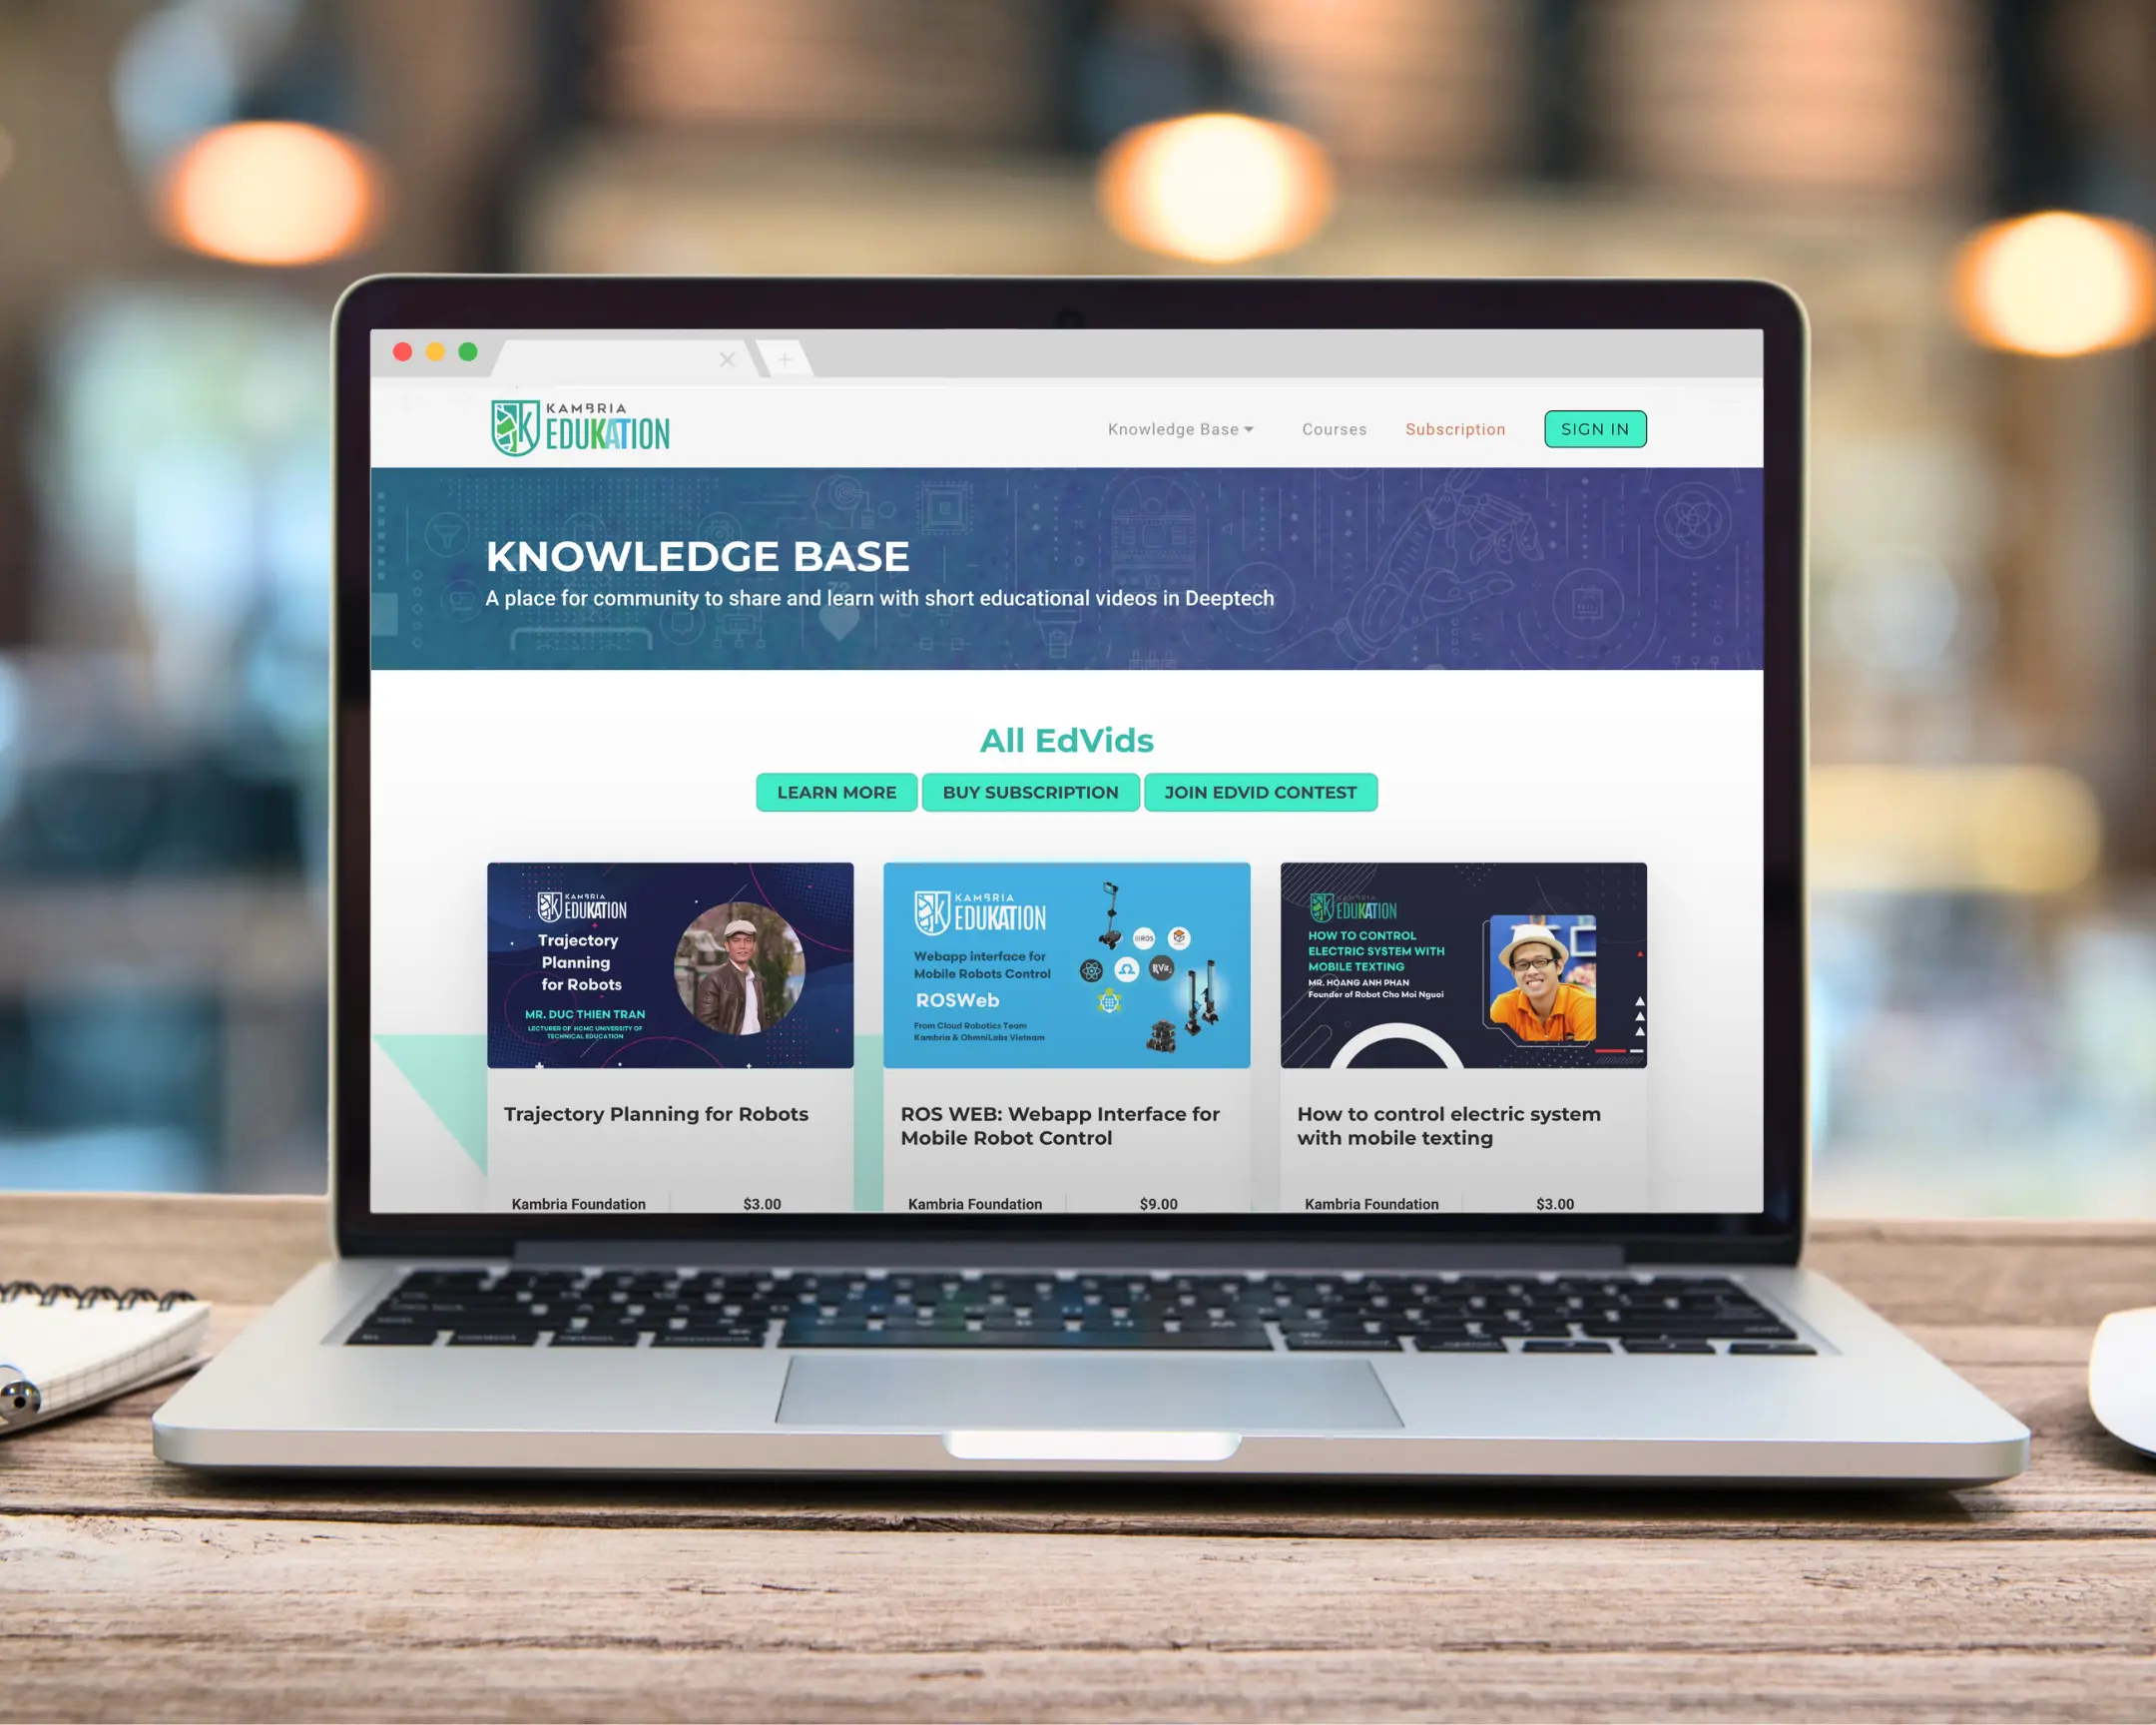 KAMBRIA
EDUKATION
Knowledge Base
Courses
Subscription
SIGN IN
KNOWLEDGE BASE
A place for community to share and learn with short educational videos in Deeptech
All EdVids
LEARN MORE
BUY SUBSCRIPTION
JOIN EDVID CONTEST
KAMBRIA
EDUKATION
Trajectory
Planning
for Robots
MR. DUC THIEN TRAN
LECTURER OF HCMC UNIVERSITY OF
TECHNICAL EDUCATION
KAMBRIA
EDUKATION
Webapp interface for
Mobile Robots Control
ROSWeb
From Cloud Robotics Team
Kambria & OhmniLabs Vietnam
ROS
RViz
KAMBRIA
EDUKATION
HOW TO CONTROL
ELECTRIC SYSTEM WITH
MOBILE TEXTING
MR. HOANG ANH PHAN
Founder of Robot Cho Moi Nguoi
Trajectory Planning for Robots
Kambria Foundation
$3.00
ROS WEB: Webapp Interface for
Mobile Robot Control
Kambria Foundation
$9.00
How to control electric system
with mobile texting
Kambria Foundation
$3.00